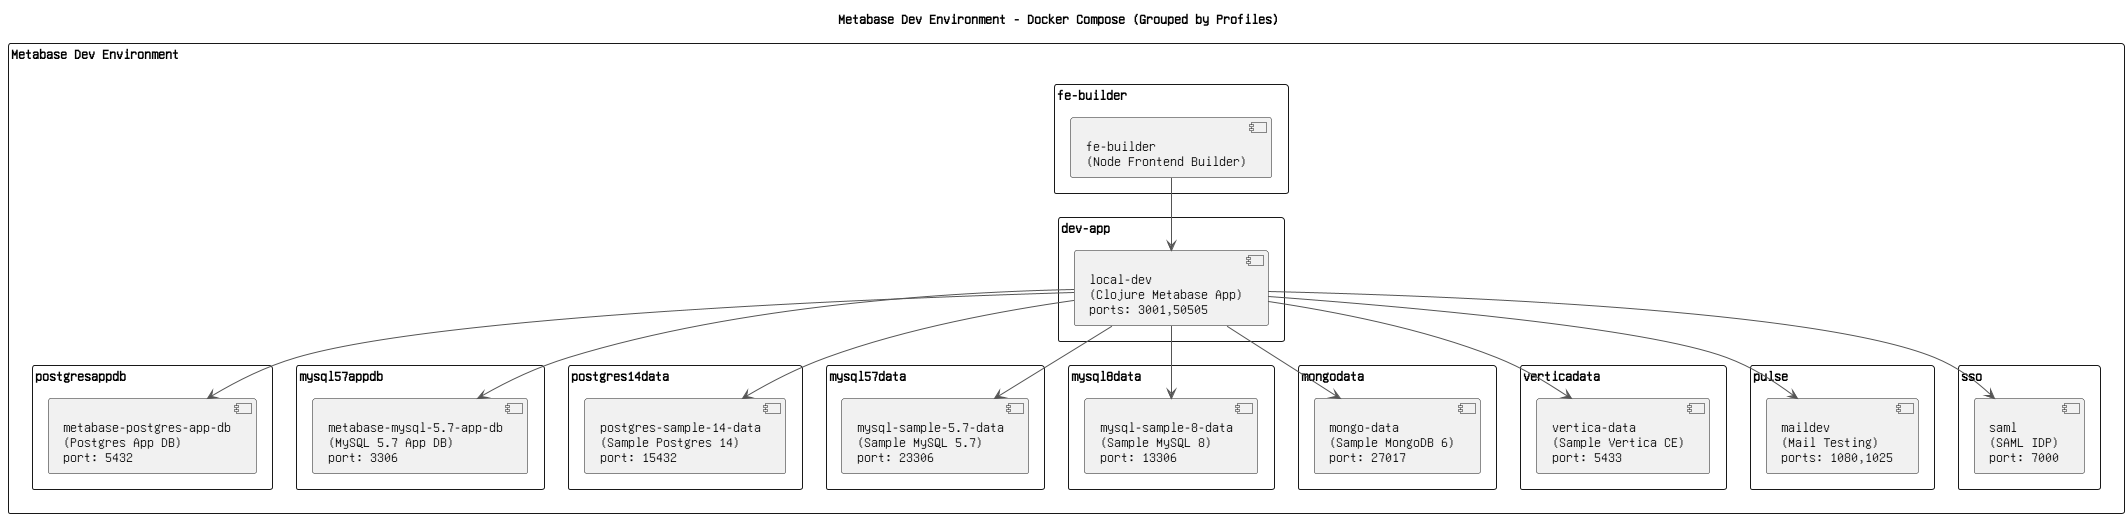 Metabase Dev Environment - Docker Compose (Grouped by Profiles)
Metabase Dev Environment
fe-builder
fe-builder
(Node Frontend Builder)
dev-app
local-dev
(Clojure Metabase App)
ports: 3001,50505
postgresappdb
metabase-postgres-app-db
(Postgres App DB)
port: 5432
mysql57appdb
metabase-mysql-5.7-app-db
(MySQL 5.7 App DB)
port: 3306
postgres14data
postgres-sample-14-data
(Sample Postgres 14)
port: 15432
mysql57data
mysql-sample-5.7-data
(Sample MySQL 5.7)
port: 23306
mysql8data
mysql-sample-8-data
(Sample MySQL 8)
port: 13306
mongodata
mongo-data
(Sample MongoDB 6)
port: 27017
verticadata
vertica-data
(Sample Vertica CE)
port: 5433
pulse
maildev
(Mail Testing)
ports: 1080,1025
sso
saml
(SAML IDP)
port: 7000